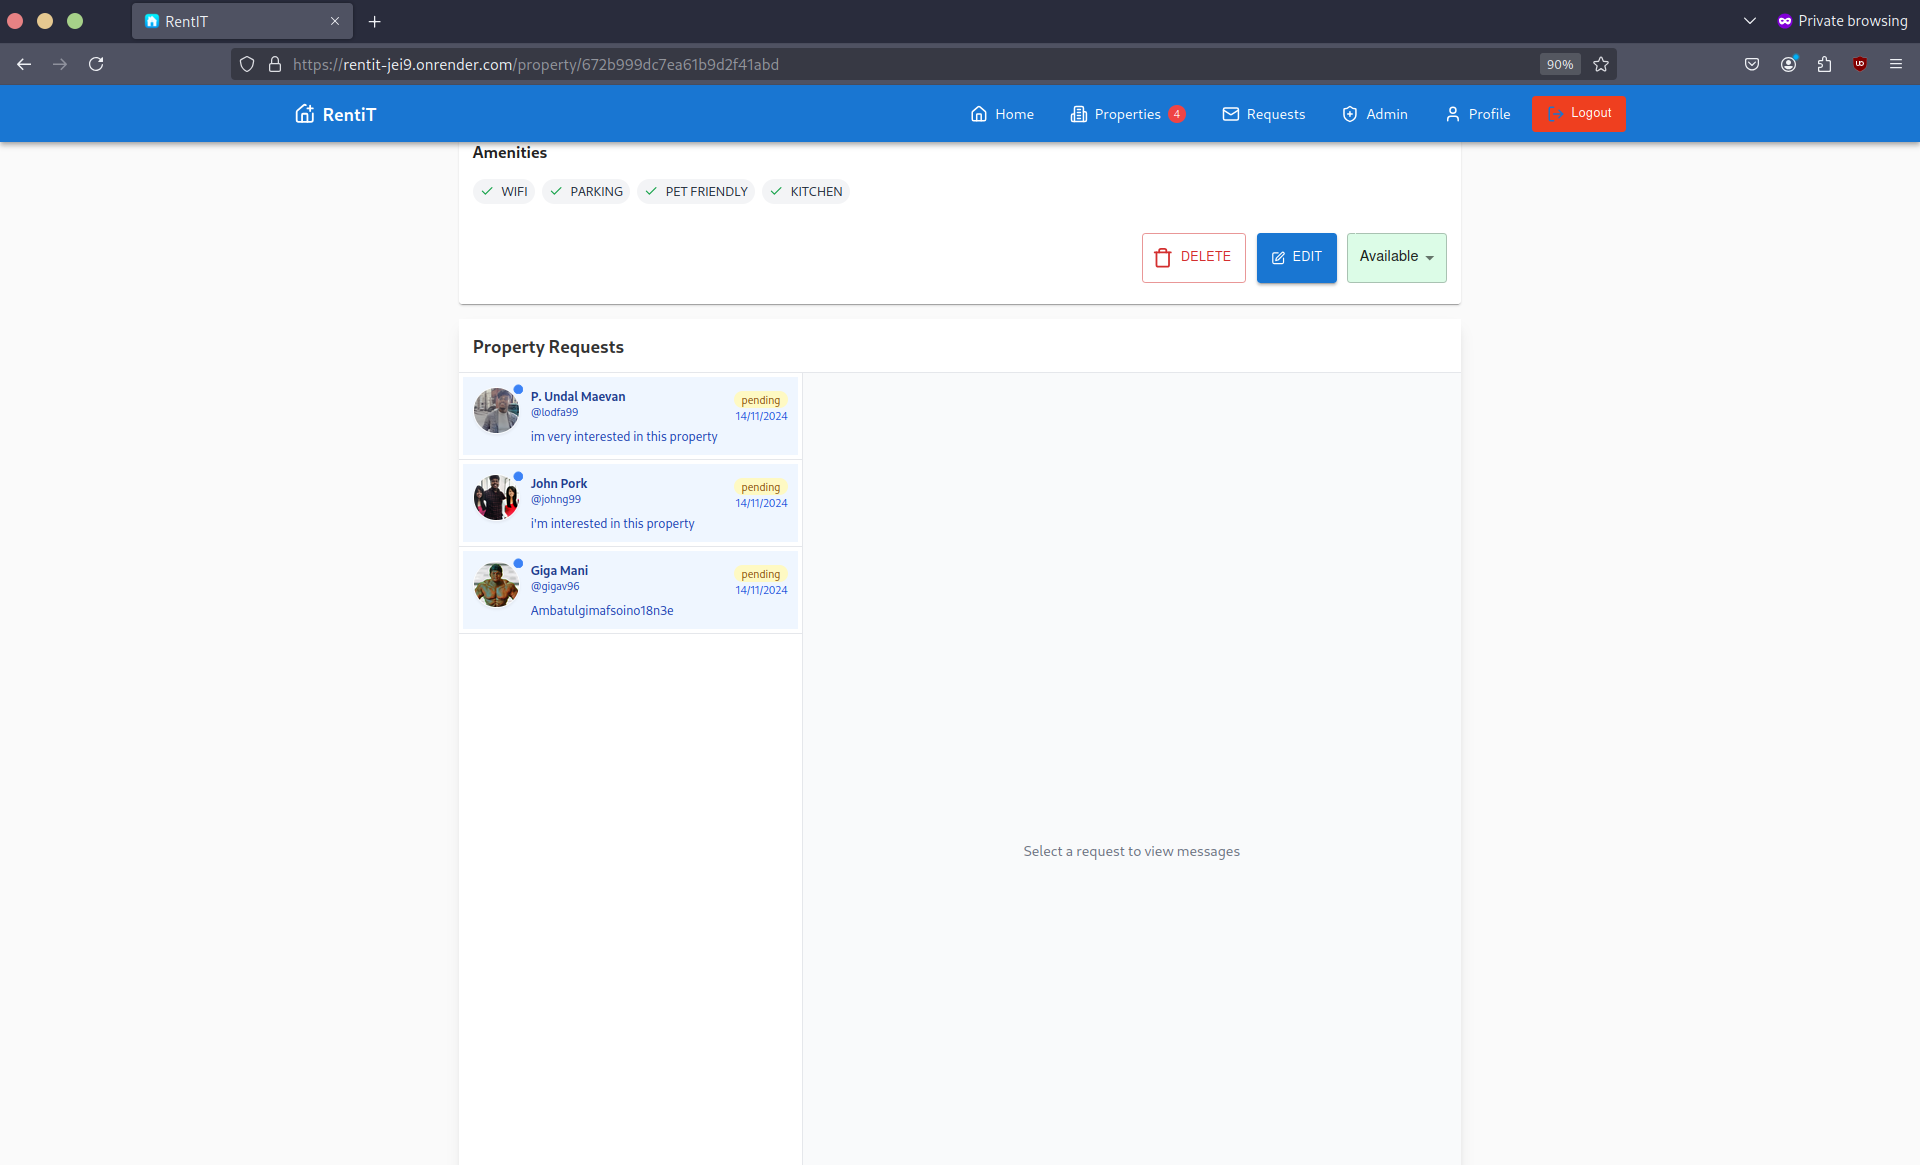 RentIT
Private browsing
https://rentit-jei9.onrender.com/property/672b999dc7ea61b9d2f41abd
90%
RentiT
Home
Properties 4
Requests
Admin
Profile
Logout
Amenities
WIFI
PARKING
PET FRIENDLY
KITCHEN
DELETE
EDIT
Available
Property Requests
P. Undal Maevan
pending
@lodfa99
14/11/2024
im very interested in this property
John Pork
pending
@johng99
14/11/2024
i'm interested in this property
Giga Mani
pending
@gigav96
14/11/2024
Ambatulgimafsoino18n3e
Select a request to view messages